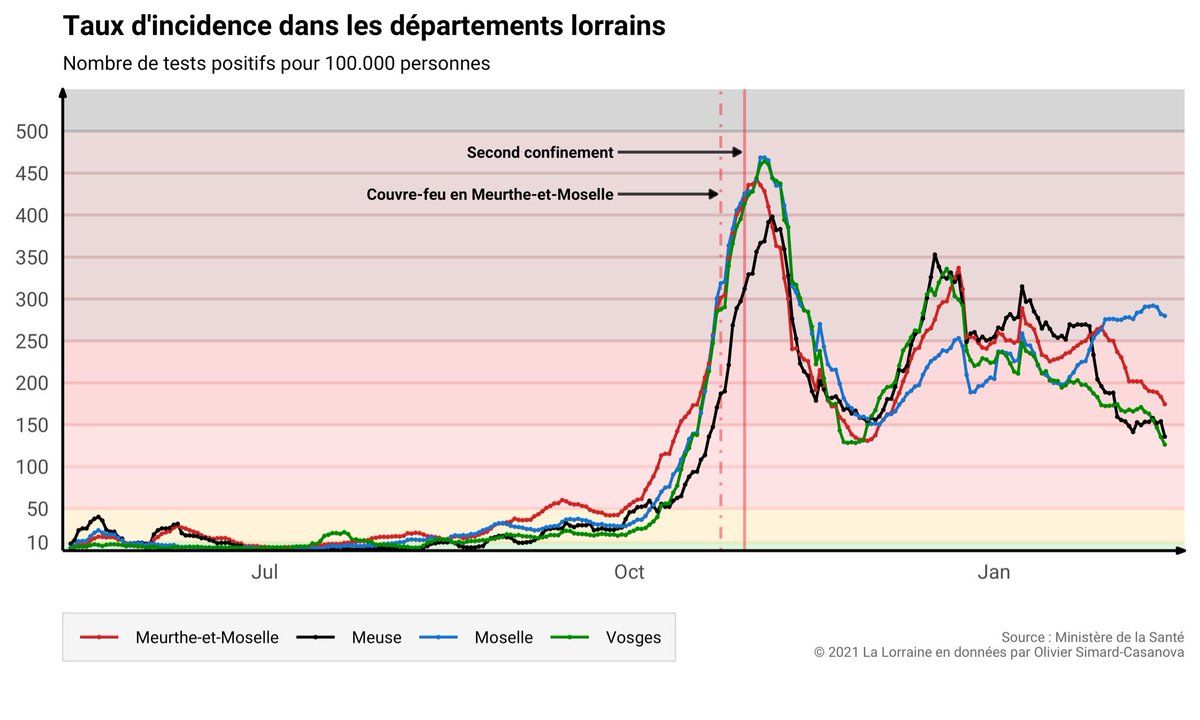 Taux d'incidence dans les départements lorrains
Nombre de tests positifs pour 100.000 personnes
500
450
400
350
300
250
200
150
100
50
10
Second confinement
Couvre-feu en Meurthe-et-Moselle
Jul
Oct
Jan
Meurthe-et-Moselle
Meuse
Moselle
Vosges
Source : Ministère de la Santé
© 2021 La Lorraine en données par Olivier Simard-Casanova